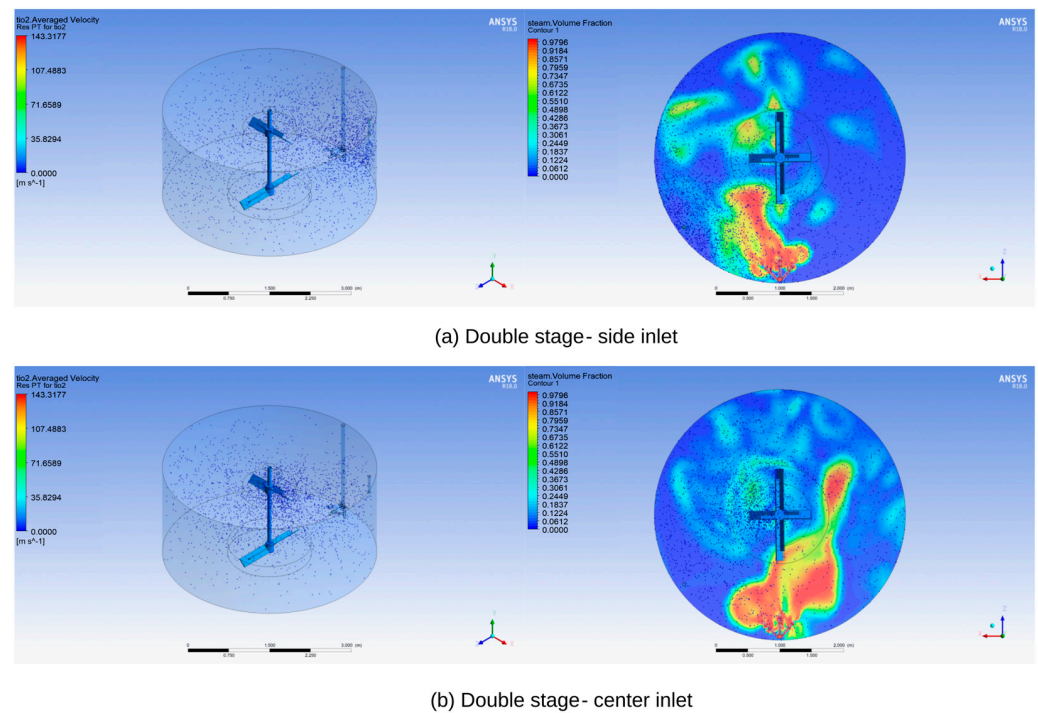 tio2.Averaged Velocity
Res PT for tio2
143.3177
107.4883
71.6589
35.8294
0.0000
[m s^-1]
ANSYS
R18.0
0
1.500
3.000 (m)
0.750
2.250
Y
Z
X
steam.Volume Fraction
Contour 1
0.9796
0.9184
0.8571
0.7959
0.7347
0.6735
0.6122
0.5510
0.4898
0.4286
0.3673
0.3061
0.2449
0.1837
0.1224
0.0612
0.0000
ANSYS
R18.0
0
1.000
2.000 (m)
0.500
1.500
Z
X
(a) Double stage - side inlet
tio2.Averaged Velocity
Res PT for tio2
143.3177
107.4883
71.6589
35.8294
0.0000
[m s^-1]
ANSYS
R18.0
0
1.500
3.000 (m)
0.750
2.250
Y
Z
X
steam.Volume Fraction
Contour 1
0.9796
0.9184
0.8571
0.7959
0.7347
0.6735
0.6122
0.5510
0.4898
0.4286
0.3673
0.3061
0.2449
0.1837
0.1224
0.0612
0.0000
ANSYS
R18.0
0
1.000
2.000 (m)
0.500
1.500
Z
X
(b) Double stage - center inlet